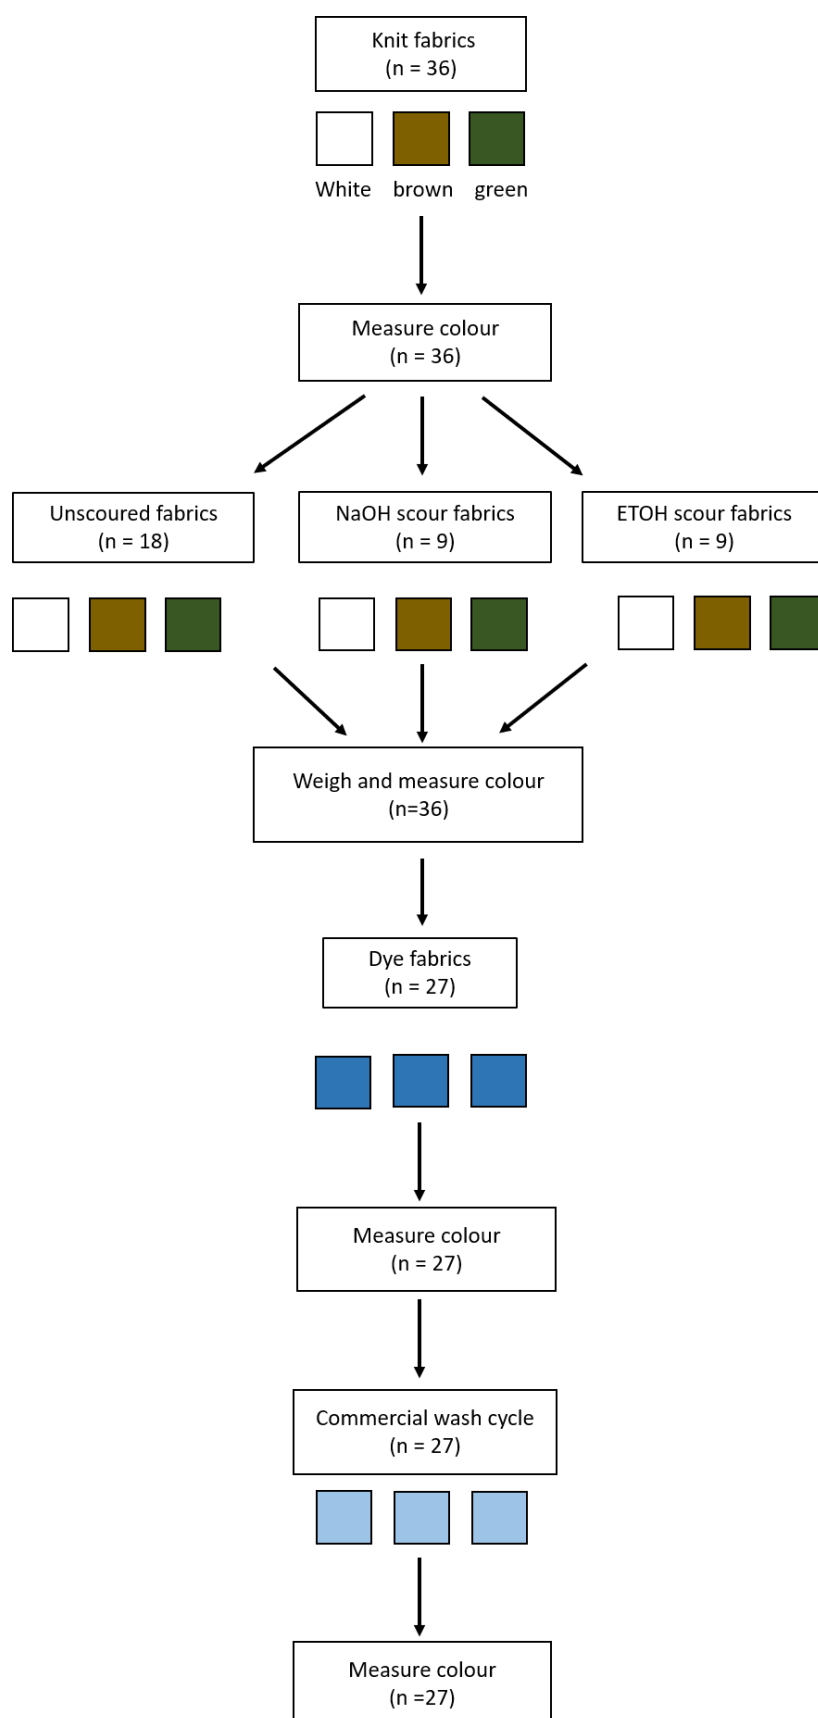 Knit fabrics
(n = 36)
White brown green
Measure colour
(n = 36)
Unscoured fabrics
(n = 18)
NaOH scour fabrics
(n = 9)
ETOH scour fabrics
(n = 9)
Weigh and measure colour
(n=36)
Dye fabrics
(n = 27)
Measure colour
(n = 27)
Commercial wash cycle
(n = 27)
Measure colour
(n =27)